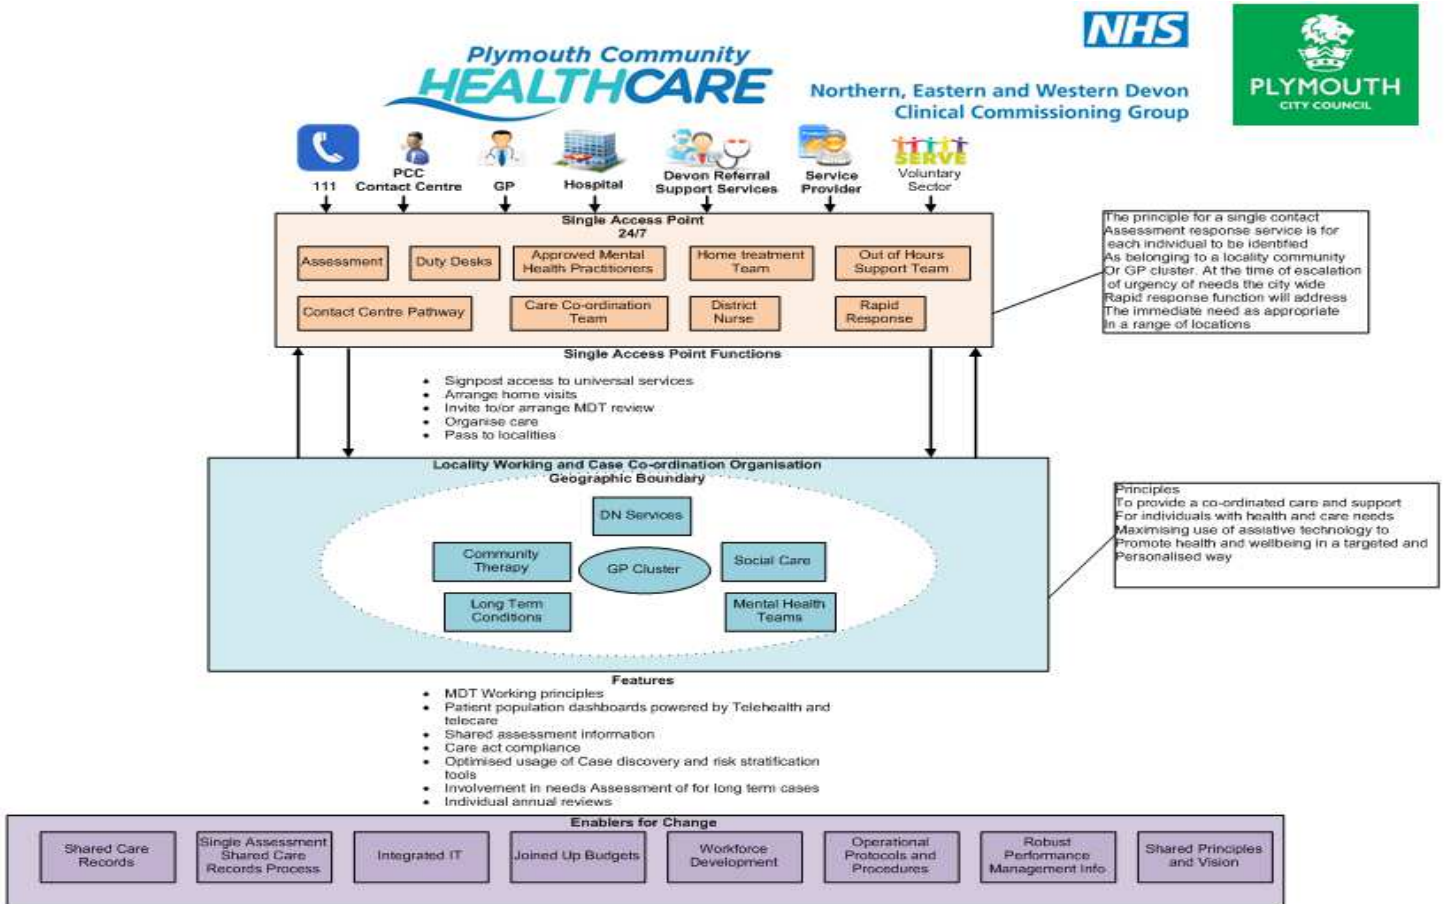 Plymouth Community
HEALTHCARE
NHS
Northern, Eastern and Western Devon
Clinical Commissioning Group
PLYMOUTH
CITY COUNCIL
111
PCC
Contact Centre
GP
Hospital
Devon Referral
Support Services
Service
Provider
SERVE
Voluntary
Sector
Single Access Point
24/7
Assessment
Duty Desks
Approved Mental
Health Practitioners
Home treatment
Team
Out of Hours
Support Team
Contact Centre Pathway
Care Co-ordination
Team
District
Nurse
Rapid
Response
The principle for a single contact
Assessment response service is for
each individual to be identified
As belonging to a locality community
Or GP cluster. At the time of escalation
of urgency of needs the city wide
Rapid response function will address
The immediate need as appropriate
In a range of locations
Single Access Point Functions
• Signpost access to universal services
• Arrange home visits
• Invite to/or arrange MDT review
• Organise care
• Pass to localities
Locality Working and Case Co-ordination Organisation
Geographic Boundary
DN Services
Community
Therapy
GP Cluster
Social Care
Long Term
Conditions
Mental Health
Teams
Principles
To provide a co-ordinated care and support
For individuals with health and care needs
Maximising use of assistive technology to
Promote health and wellbeing in a targeted and
Personalised way
Features
• MDT Working principles
• Patient population dashboards powered by Telehealth and
telecare
• Shared assessment information
• Care act compliance
• Optimised usage of Case discovery and risk stratification
tools
• Involvement in needs Assessment of for long term cases
• Individual annual reviews
Enablers for Change
Shared Care
Records
Single Assessment
Shared Care
Records Process
Integrated IT
Joined Up Budgets
Workforce
Development
Operational
Protocols and
Procedures
Robust
Performance
Management Info
Shared Principles
and Vision